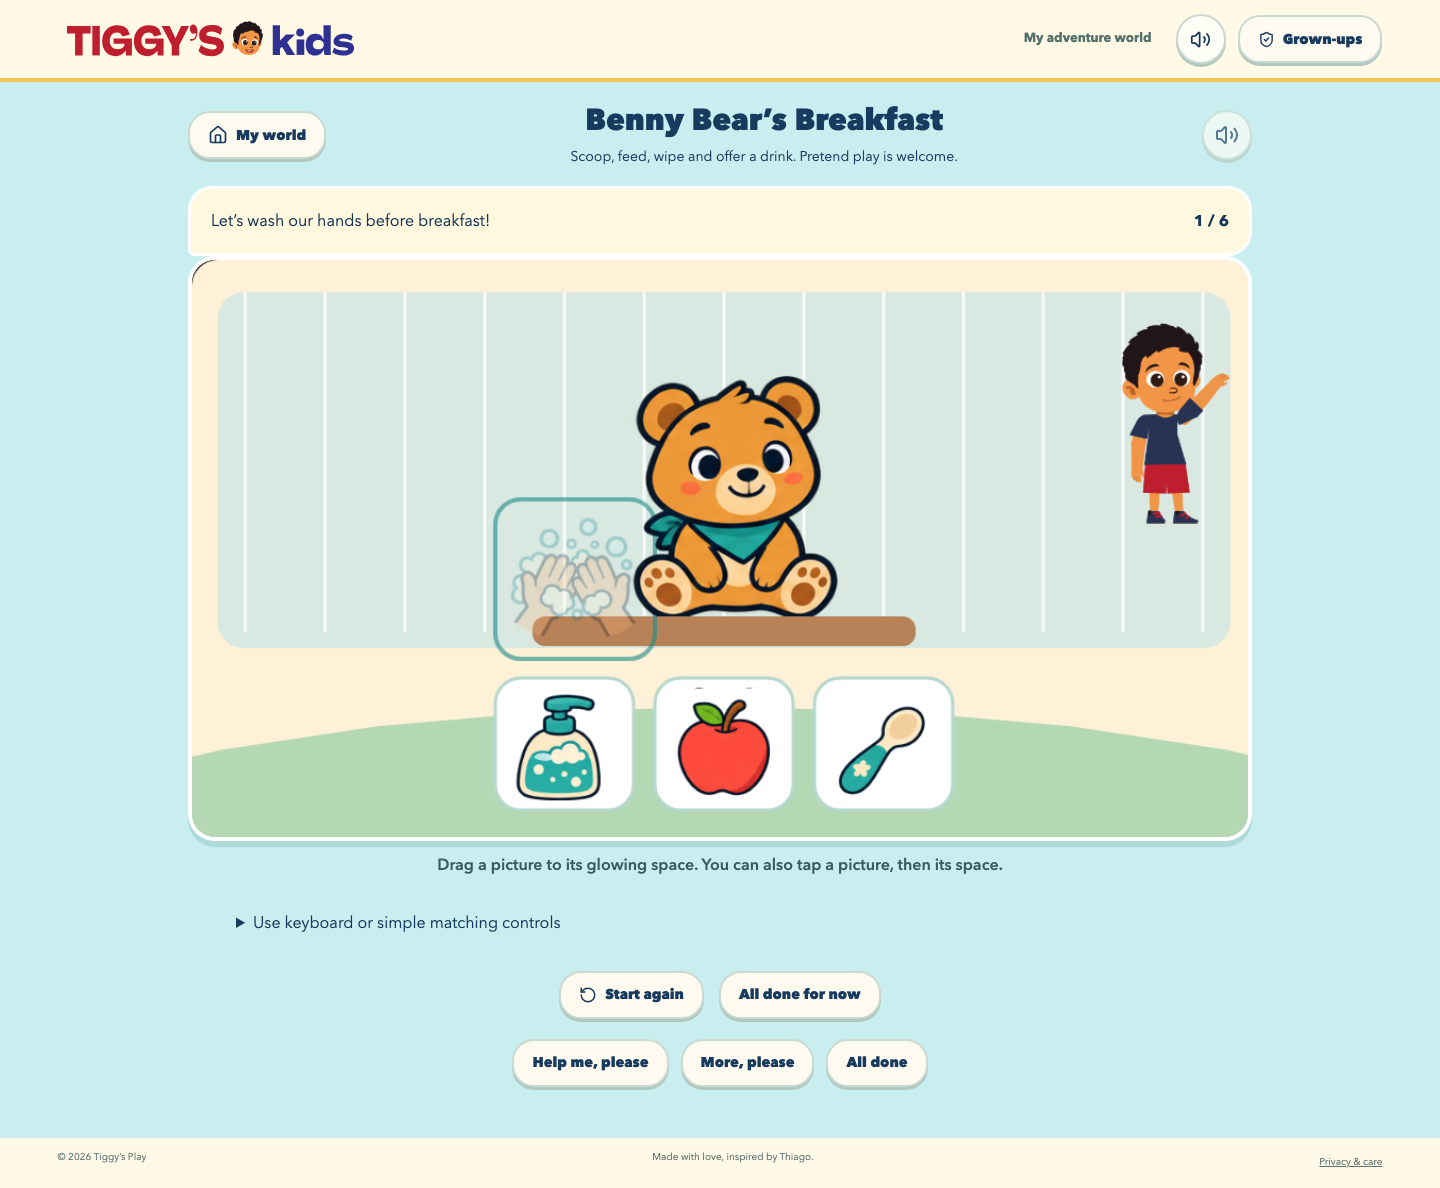 TIGGY'S kids
My adventure world
Grown-ups
My world
Benny Bear’s Breakfast
Scoop, feed, wipe and offer a drink. Pretend play is welcome.
Let’s wash our hands before breakfast!
1 / 6
Drag a picture to its glowing space. You can also tap a picture, then its space.
Use keyboard or simple matching controls
Start again
All done for now
Help me, please
More, please
All done
© 2026 Tiggy’s Play
Made with love, inspired by Thiago.
Privacy & care